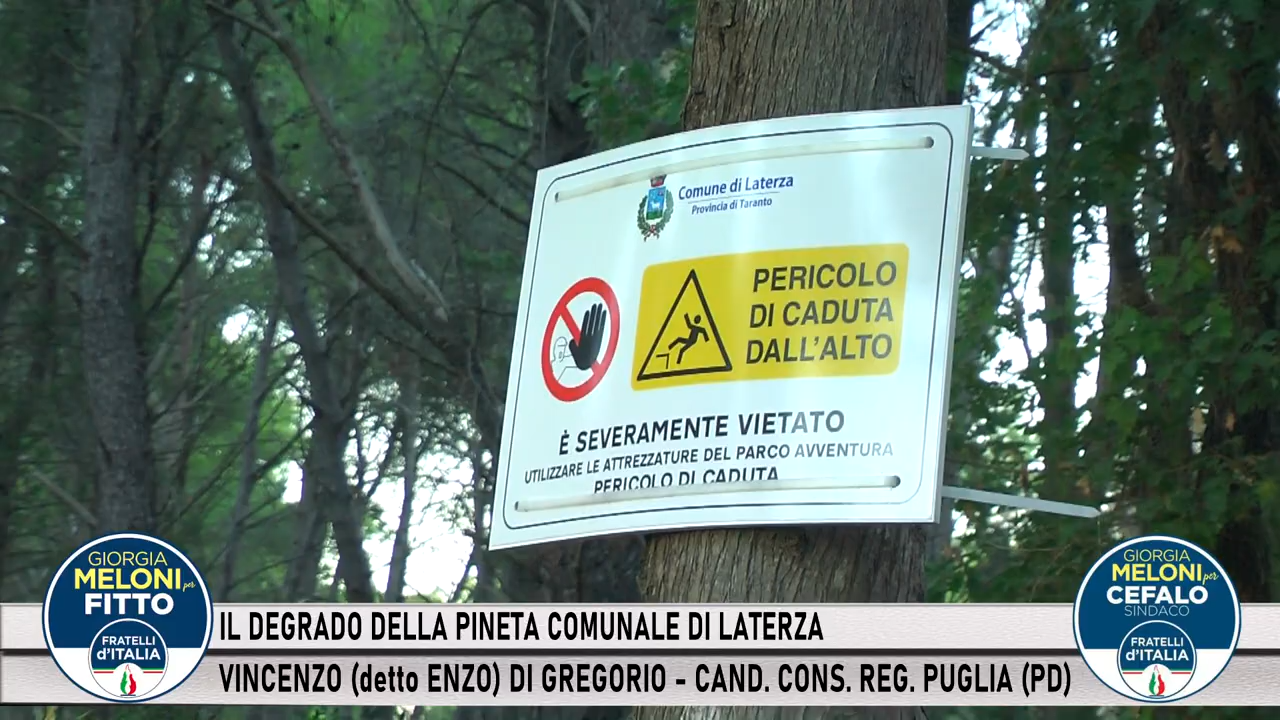 Comune di Laterza
Provincia di Taranto
PERICOLO
DI CADUTA
DALL'ALTO
È SEVERAMENTE VIETATO
UTILIZZARE LE ATTREZZATURE DEL PARCO AVVENTURA
PERICOLO DI CADUTA
GIORGIA
MELONI per
FITTO
FRATELLI
d'ITALIA
IL DEGRADO DELLA PINETA COMUNALE DI LATERZA
VINCENZO (detto ENZO) DI GREGORIO – CAND. CONS. REG. PUGLIA (PD)
GIORGIA
MELONI per
CEFALO
SINDACO
FRATELLI
d'ITALIA